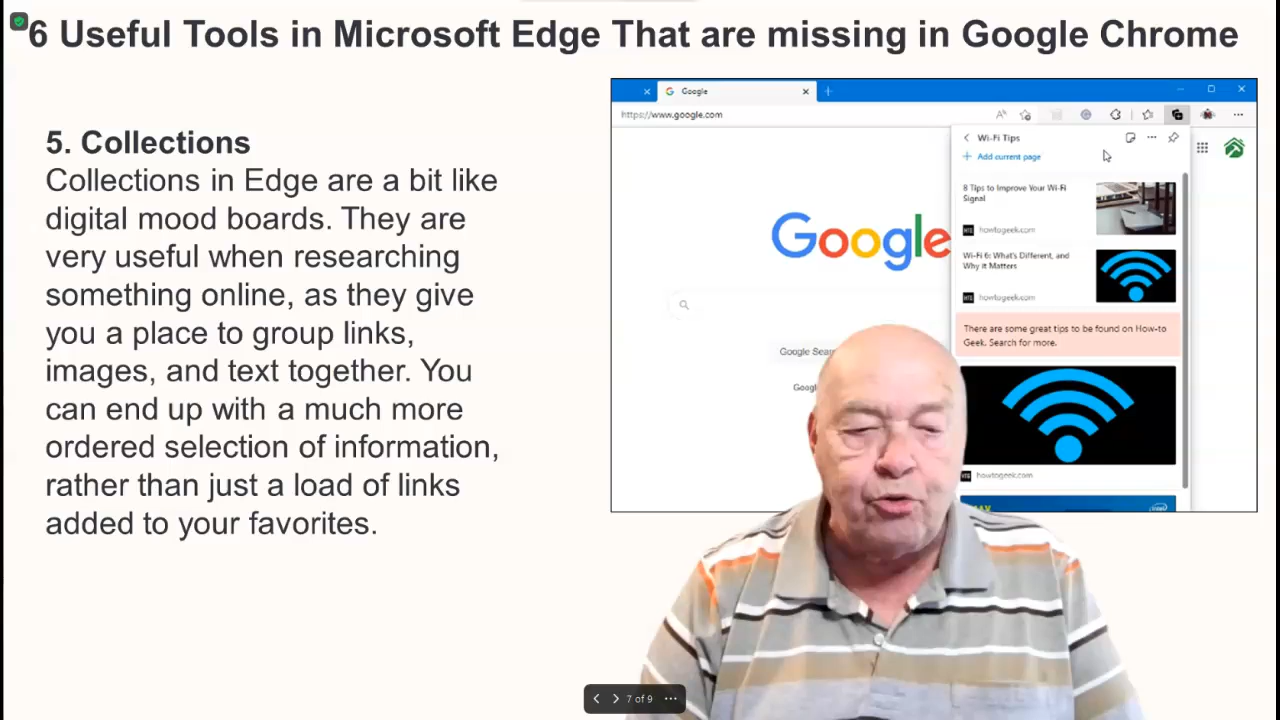 6 Useful Tools in Microsoft Edge That are missing in Google Chrome
5. Collections
Collections in Edge are a bit like
digital mood boards. They are
very useful when researching
something online, as they give
you a place to group links,
images, and text together. You
can end up with a much more
ordered selection of information,
rather than just a load of links
added to your favorites.
Google
https://www.google.com
Wi-Fi Tips
Add current page
8 Tips to Improve Your Wi-Fi
Signal
howtogeek.com
Google
Wi-Fi 6: What's Different, and
Why it Matters
howtogeek.com
There are some great tips to be found on How-to
Geek. Search for more.
Google Sear
Goog
howtogeek.com
7 of 9